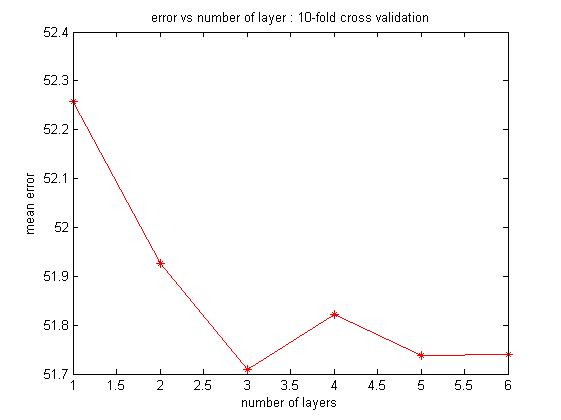 error vs number of layer : 10-fold cross validation
52.4
52.3
52.2
52.1
52
51.9
51.8
51.7
mean error
1 1.5 2 2.5 3 3.5 4 4.5 5 5.5 6
number of layers